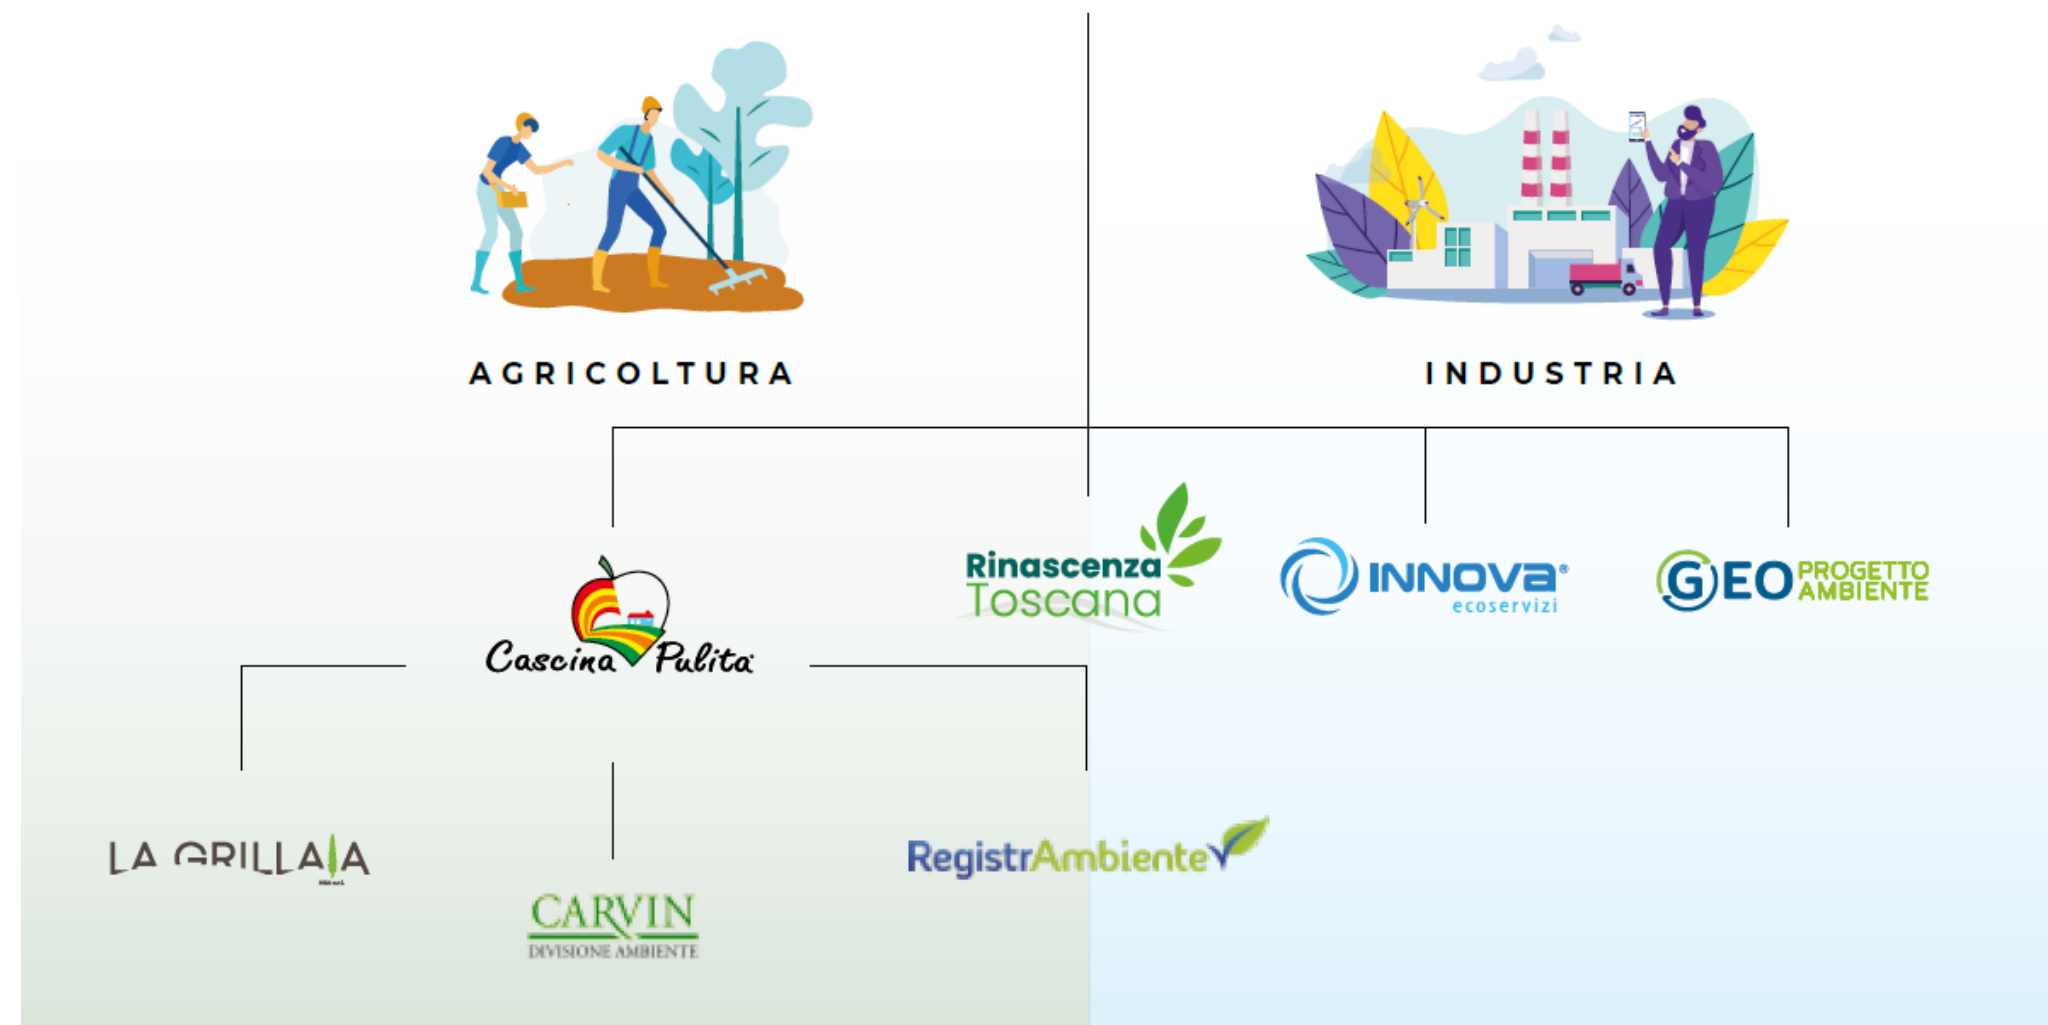 AGRICOLTURA
INDUSTRIA
Rinascenza
Toscana
INNOVa®
ecoservizi
GEO PROGETTO
AMBIENTE
Cascina Pulita
LA GRILLAIA
CARVIN
DIVISIONE AMBIENTE
RegistrAmbiente